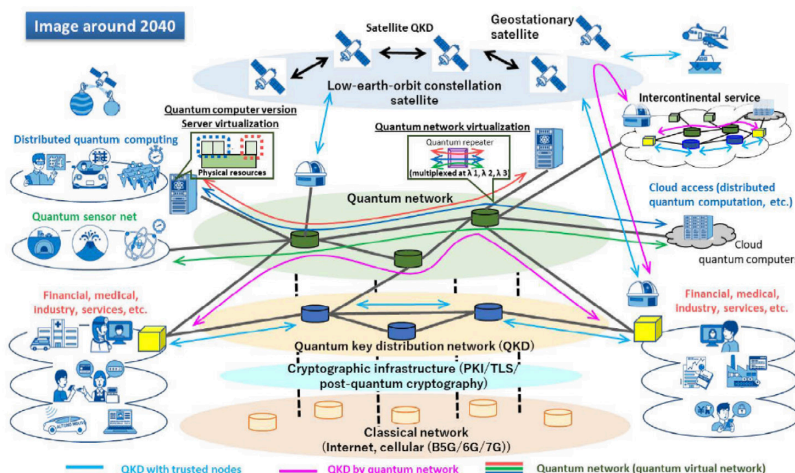 Image around 2040
Satellite QKD
Geostationary
satellite
Low-earth-orbit constellation
satellite
Quantum computer version
Server virtualization
Physical resources
Quantum network virtualization
Quantum repeater
(multiplexed at λ 1, λ 2, λ 3)
Intercontinental service
Distributed quantum computing
Quantum network
Cloud access (distributed
quantum computation, etc.)
Quantum sensor net
Cloud
quantum computers
Financial, medical,
industry, services, etc.
Financial, medical,
industry, services, etc.
Quantum key distribution network (QKD)
Cryptographic infrastructure (PKI/TLS/
post-quantum cryptography)
Classical network
(Internet, cellular (B5G/6G/7G))
QKD with trusted nodes
QKD by quantum network
Quantum network (quantum virtual network)